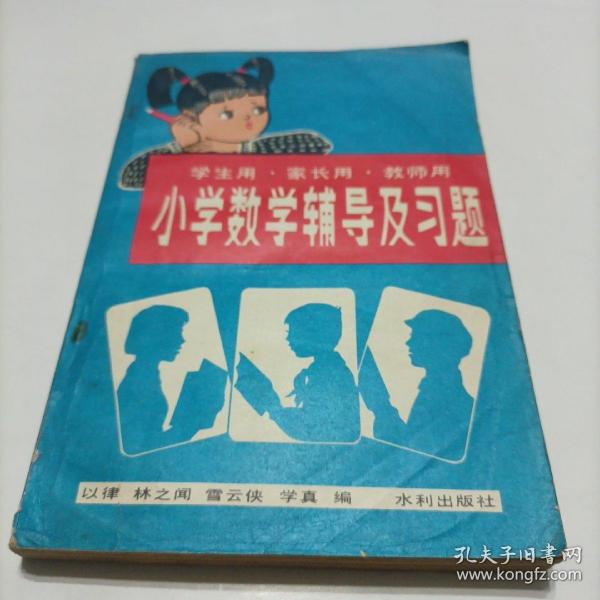 学生用·家长用·教师用
小学数学辅导及习题
以律 林之闻 雪云侠 学真 编 水利出版社
孔夫子旧书网
www.kongfz.com